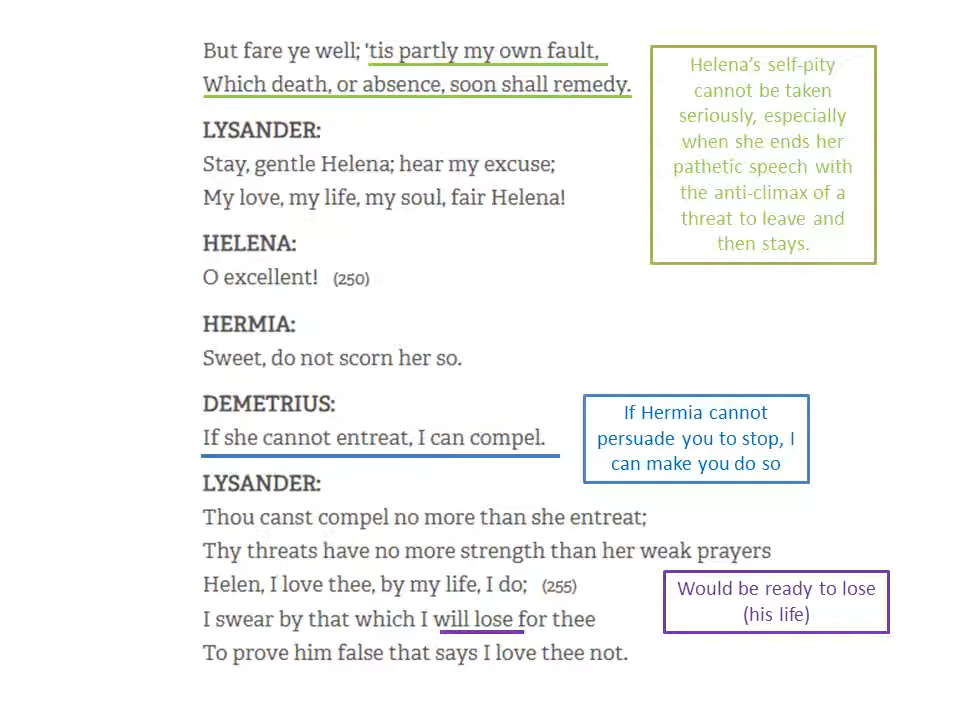 But fare ye well; 'tis partly my own fault,
Which death, or absence, soon shall remedy.
Helena's self-pity
cannot be taken
seriously, especially
when she ends her
pathetic speech with
the anti-climax of a
threat to leave and
then stays.
LYSANDER:
Stay, gentle Helena; hear my excuse;
My love, my life, my soul, fair Helena!
HELENA:
O excellent! (250)
HERMIA:
Sweet, do not scorn her so.
DEMETRIUS:
If she cannot entreat, I can compel.
If Hermia cannot
persuade you to stop, I
can make you do so
LYSANDER:
Thou canst compel no more than she entreat;
Thy threats have no more strength than her weak prayers
Helen, I love thee, by my life, I do; (255)
I swear by that which I will lose for thee
To prove him false that says I love thee not.
Would be ready to lose
(his life)